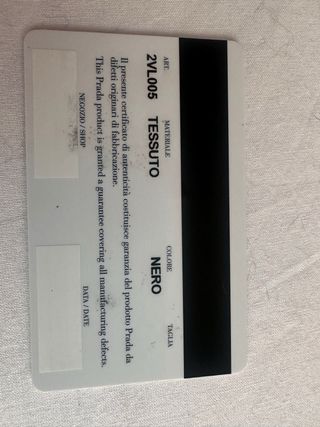 ART. MATERIALE COLORE TAGLIA
2VL005 TESSUTO NERO
Il presente certificato di autenticità costituisce garanzia del prodotto Prada da
difetti originari di fabbricazione.
This Prada product is granted a guarantee covering all manufacturing defects.
NEGOZIO / SHOP DATA / DATE